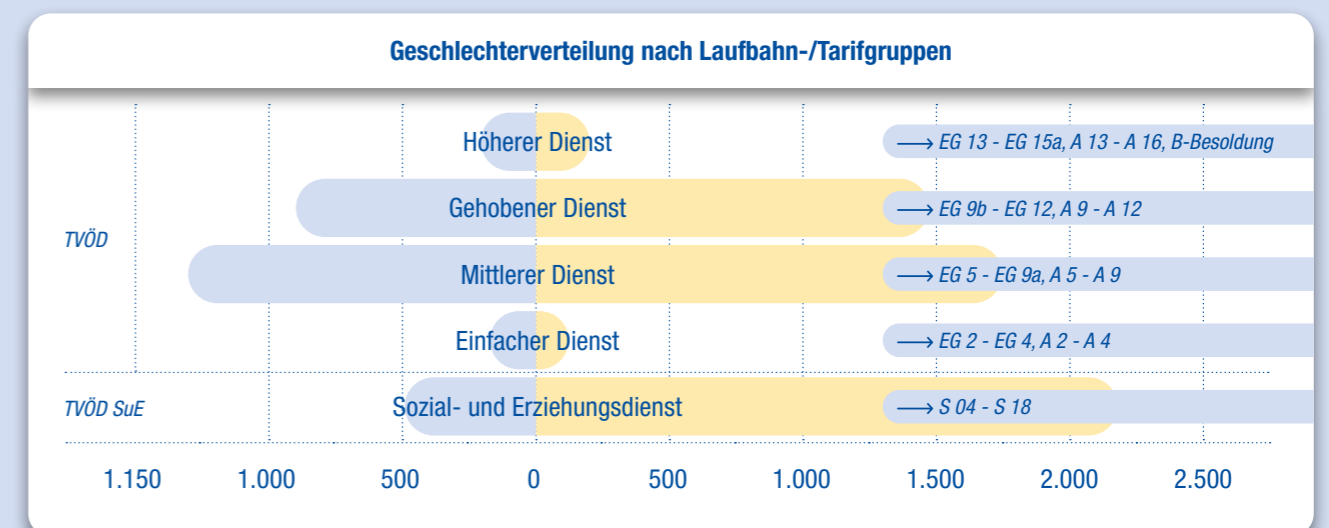 Geschlechterverteilung nach Laufbahn-/Tarifgruppen
Höherer Dienst
→ EG 13 - EG 15a, A 13 - A 16, B-Besoldung
Gehobener Dienst
→ EG 9b - EG 12, A 9 - A 12
TVÖD
Mittlerer Dienst
→ EG 5 - EG 9a, A 5 - A 9
Einfacher Dienst
→ EG 2 - EG 4, A 2 - A 4
TVÖD SuE
Sozial- und Erziehungsdienst
→ S 04 - S 18
1.150 1.000 500 0 500 1.000 1.500 2.000 2.500